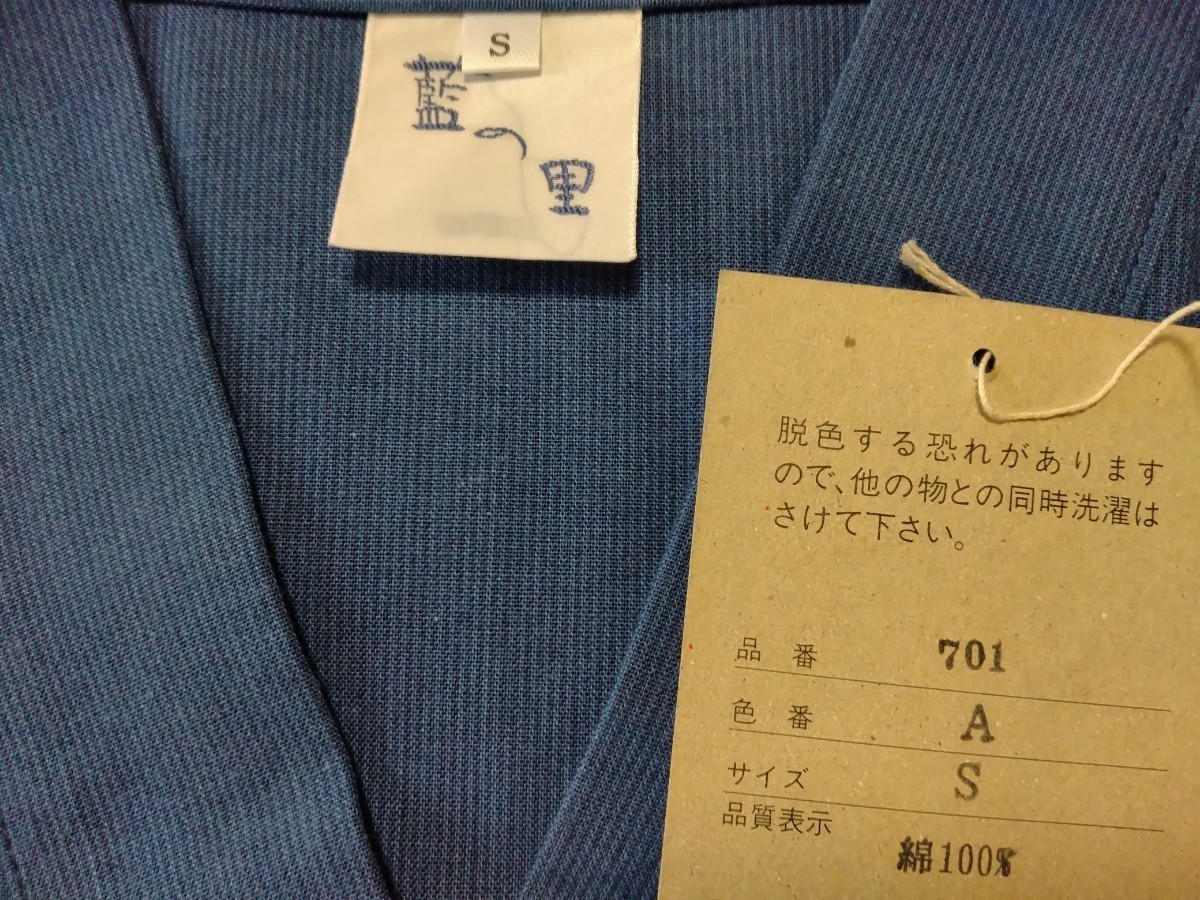 S
藍の里
脱色する恐れがあります
ので、他の物との同時洗濯は
さけて下さい。
品番 701
色番 A
サイズ S
品質表示
綿100%